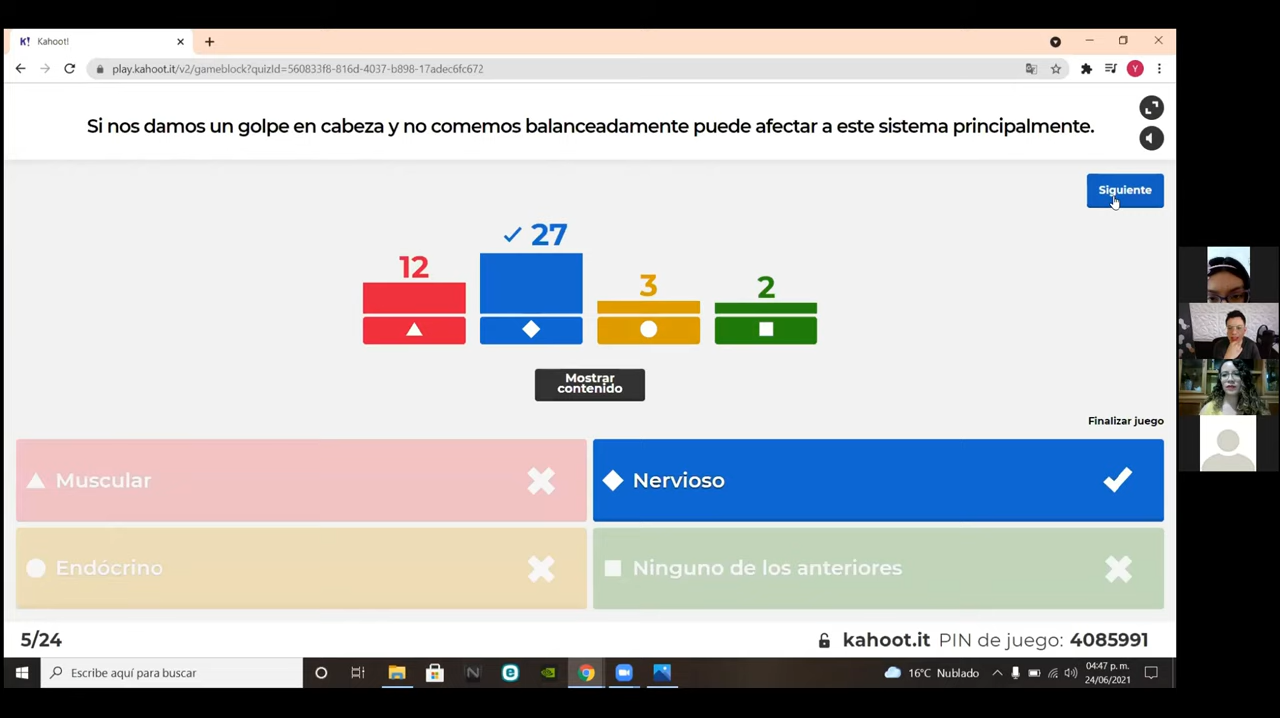 Kahoot!
play.kahoot.it/v2/gameblock?quizId=560833f8-816d-4037-b898-17adec6fc672
Y
Si nos damos un golpe en cabeza y no comemos balanceadamente puede afectar a este sistema principalmente.
Siguiente
12
27
3
2
Mostrar
contenido
Finalizar juego
Muscular
Nervioso
Endócrino
Ninguno de los anteriores
5/24
kahoot.it PIN de juego: 4085991
Escribe aquí para buscar
16°C Nublado
04:47 p. m.
24/06/2021